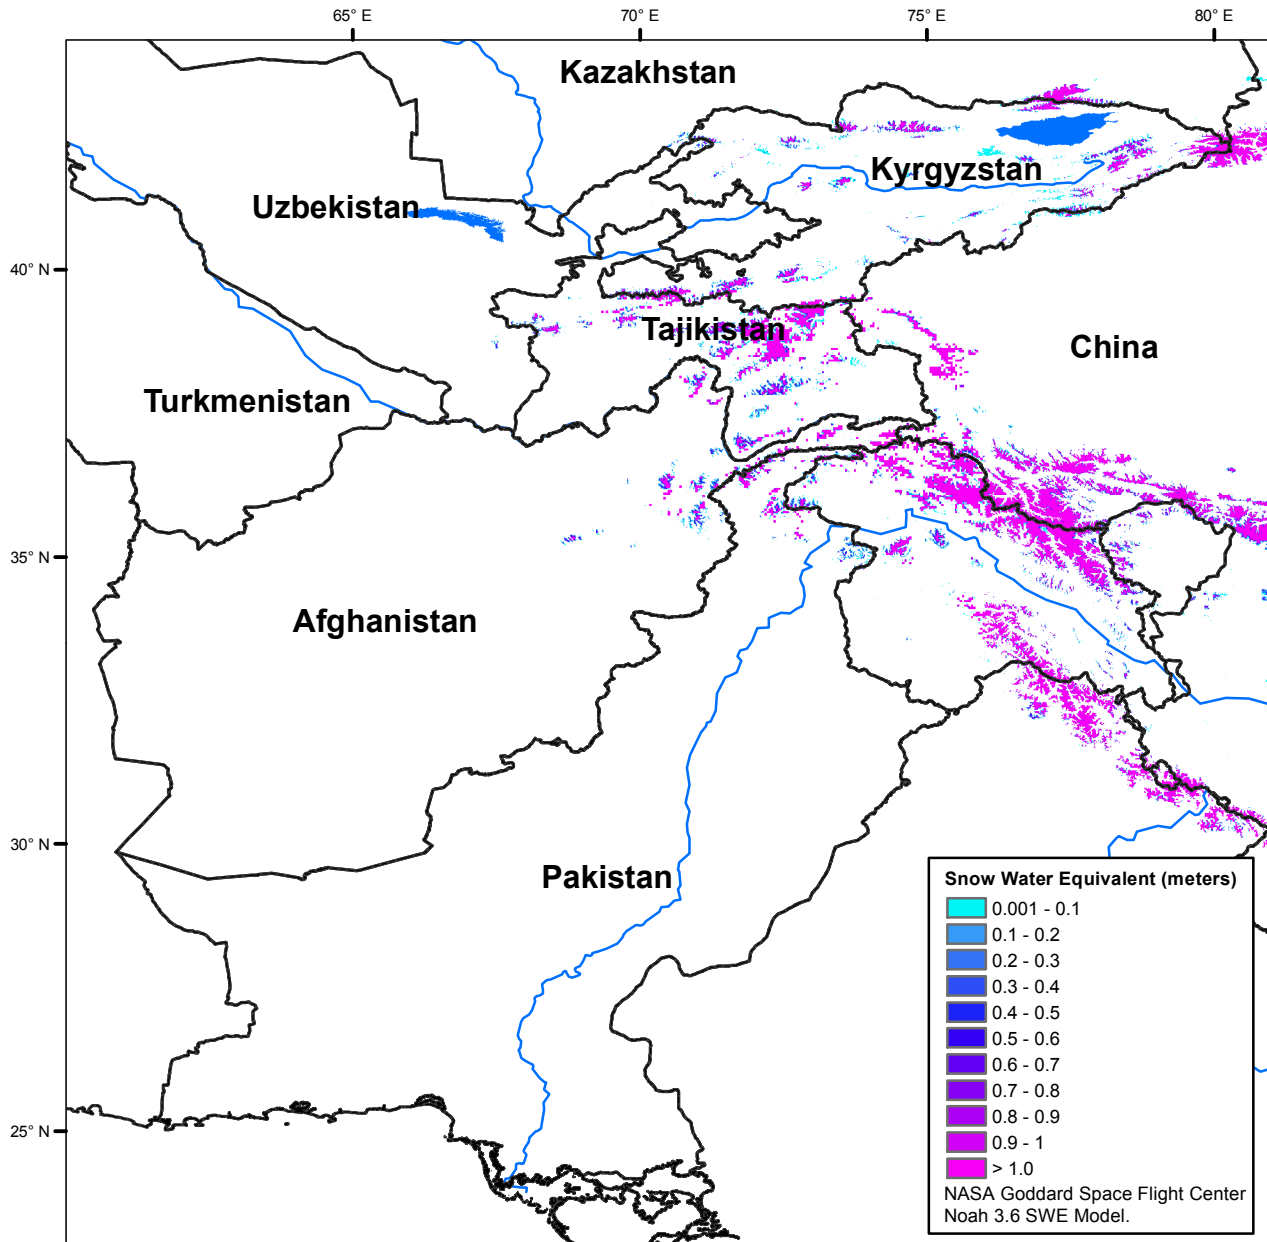 65° E
70° E
75° E
80° E
Kazakhstan
Kyrgyzstan
Uzbekistan
40° N
Tajikistan
China
Turkmenistan
35° N
Afghanistan
30° N
Pakistan
25° N
Snow Water Equivalent (meters)
0.001 - 0.1
0.1 - 0.2
0.2 - 0.3
0.3 - 0.4
0.4 - 0.5
0.5 - 0.6
0.6 - 0.7
0.7 - 0.8
0.8 - 0.9
0.9 - 1
> 1.0
NASA Goddard Space Flight Center
Noah 3.6 SWE Model.